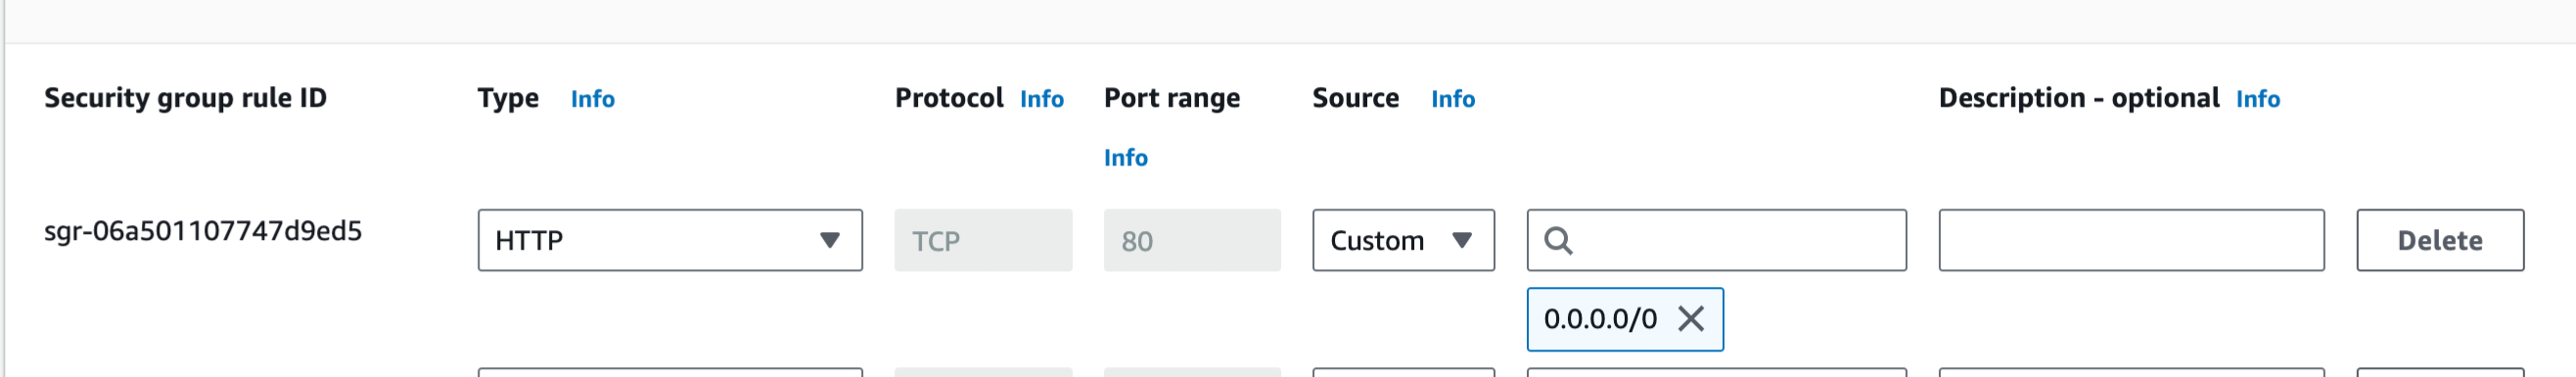 Security group rule ID Type Info Protocol Info Port range Source Info Description - optional Info
Info
sgr-06a501107747d9ed5 HTTP TCP 80 Custom Delete
0.0.0.0/0